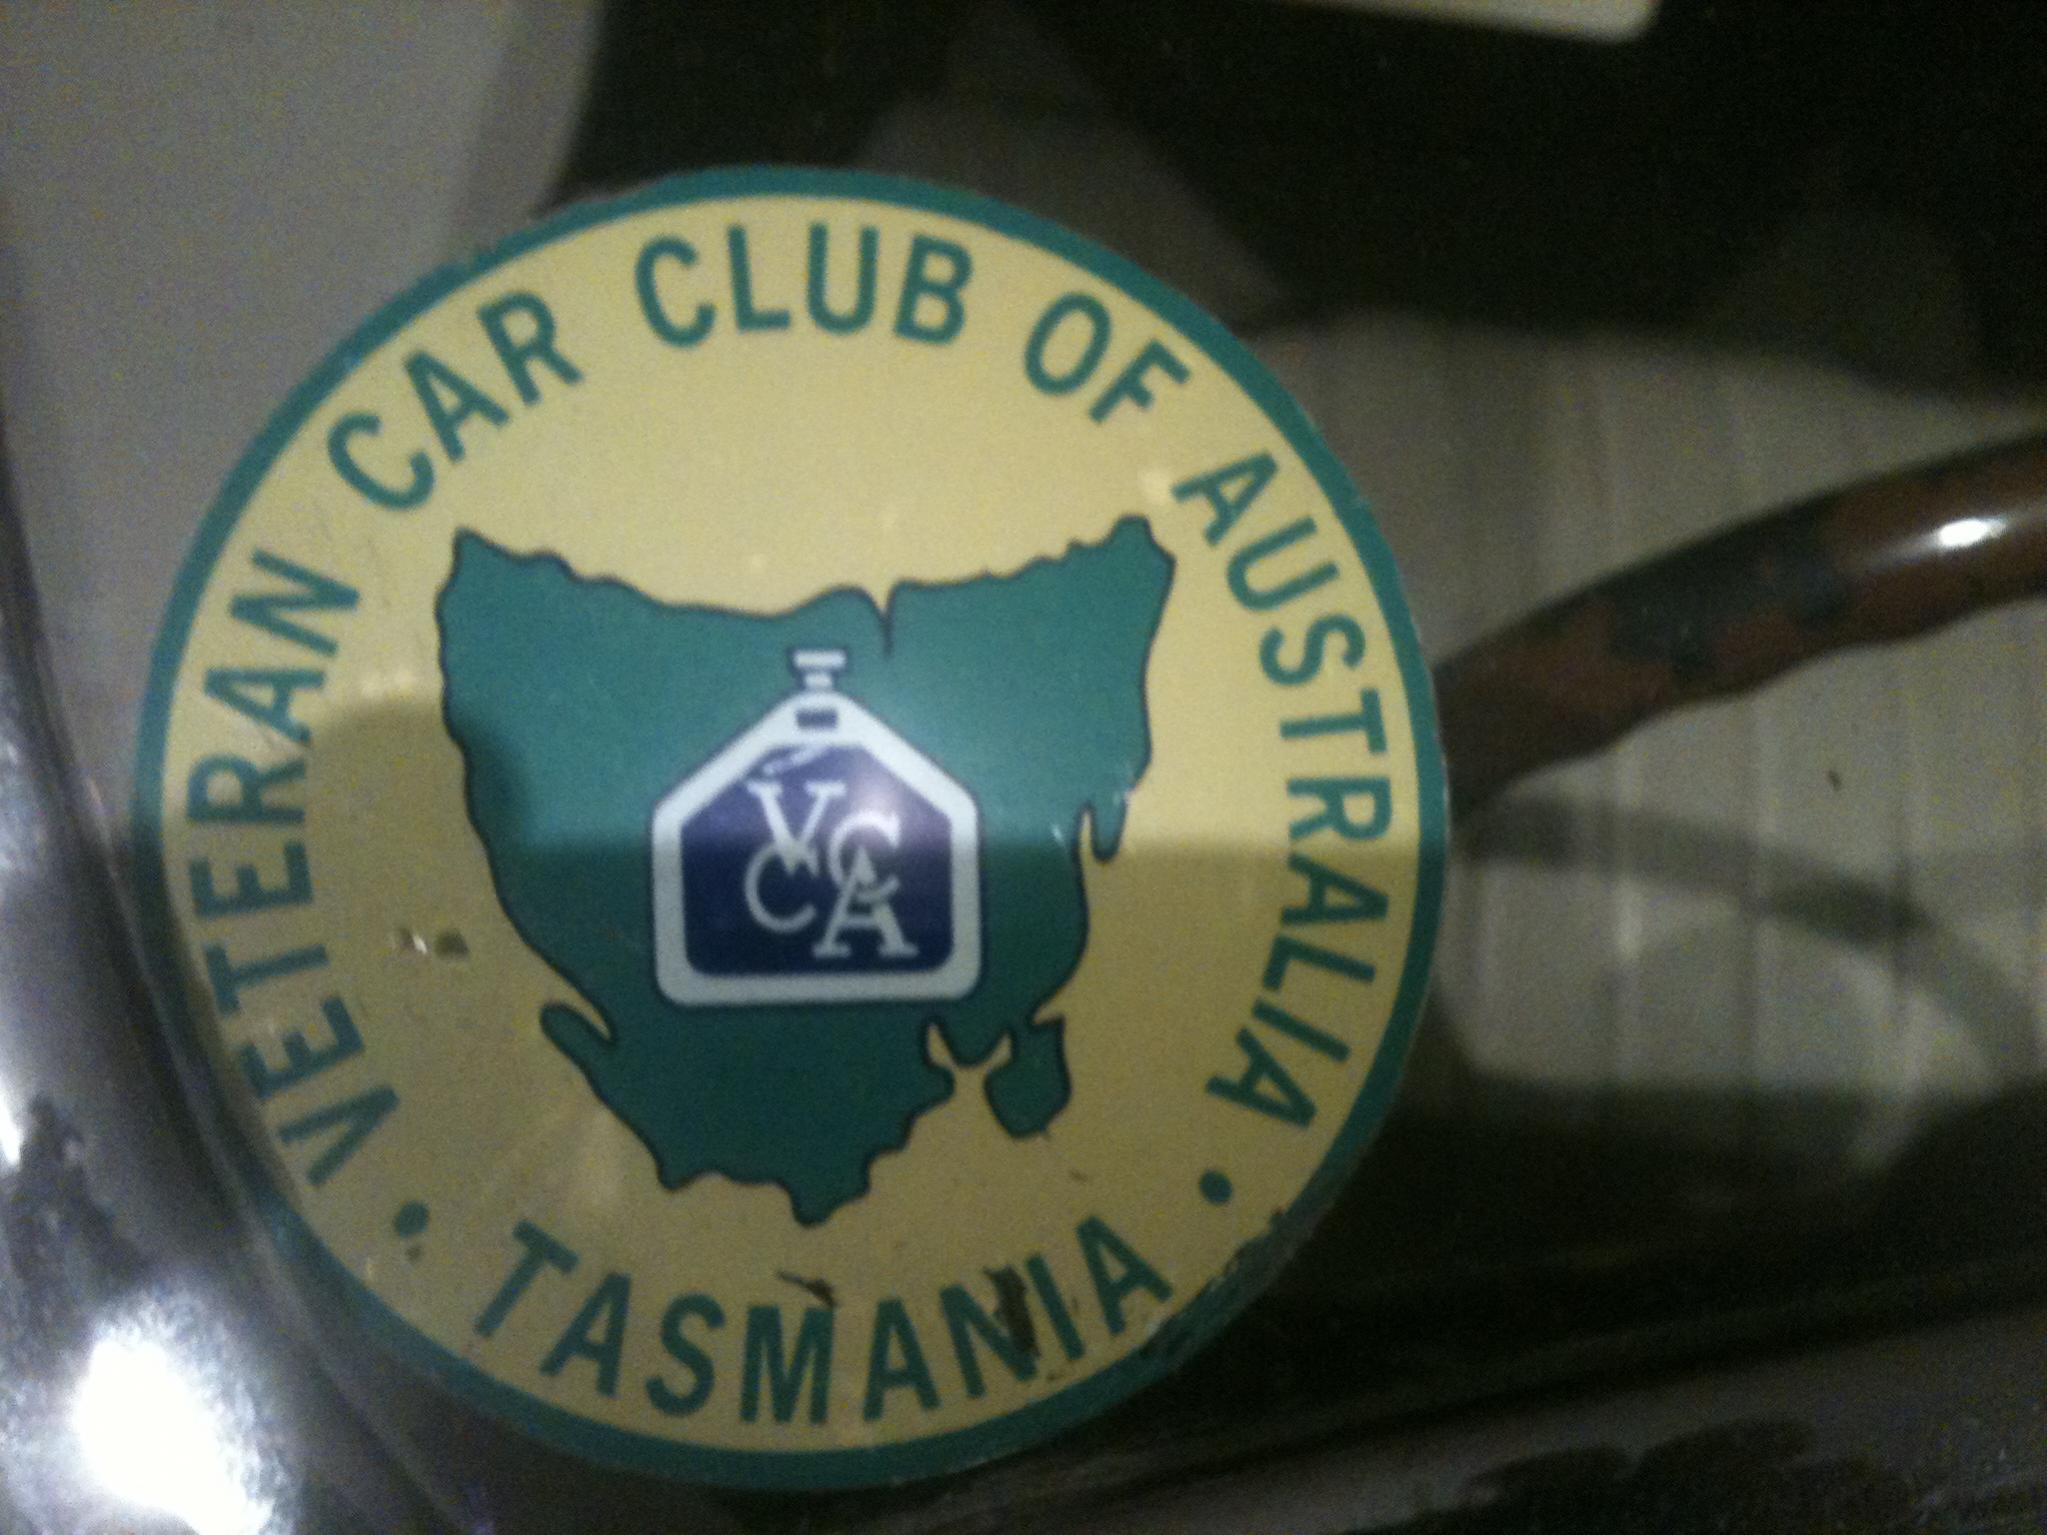 VETERAN CAR CLUB OF AUSTRALIA
VCCA
• TASMANIA •